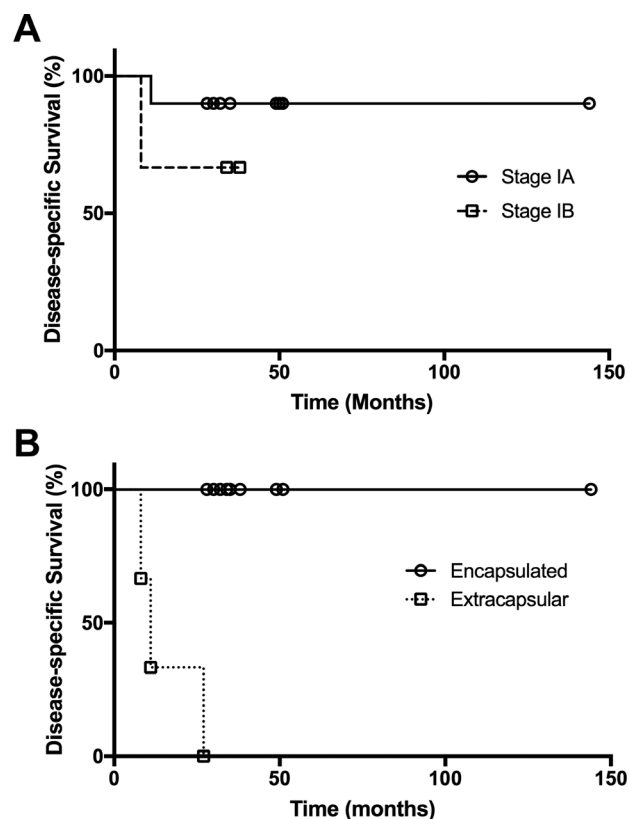 A
Disease-specific Survival (%)
100
50
0
Stage IA
Stage IB
0 50 100 150
Time (Months)
B
Disease-specific Survival (%)
100
50
0
Encapsulated
Extracapsular
0 50 100 150
Time (months)